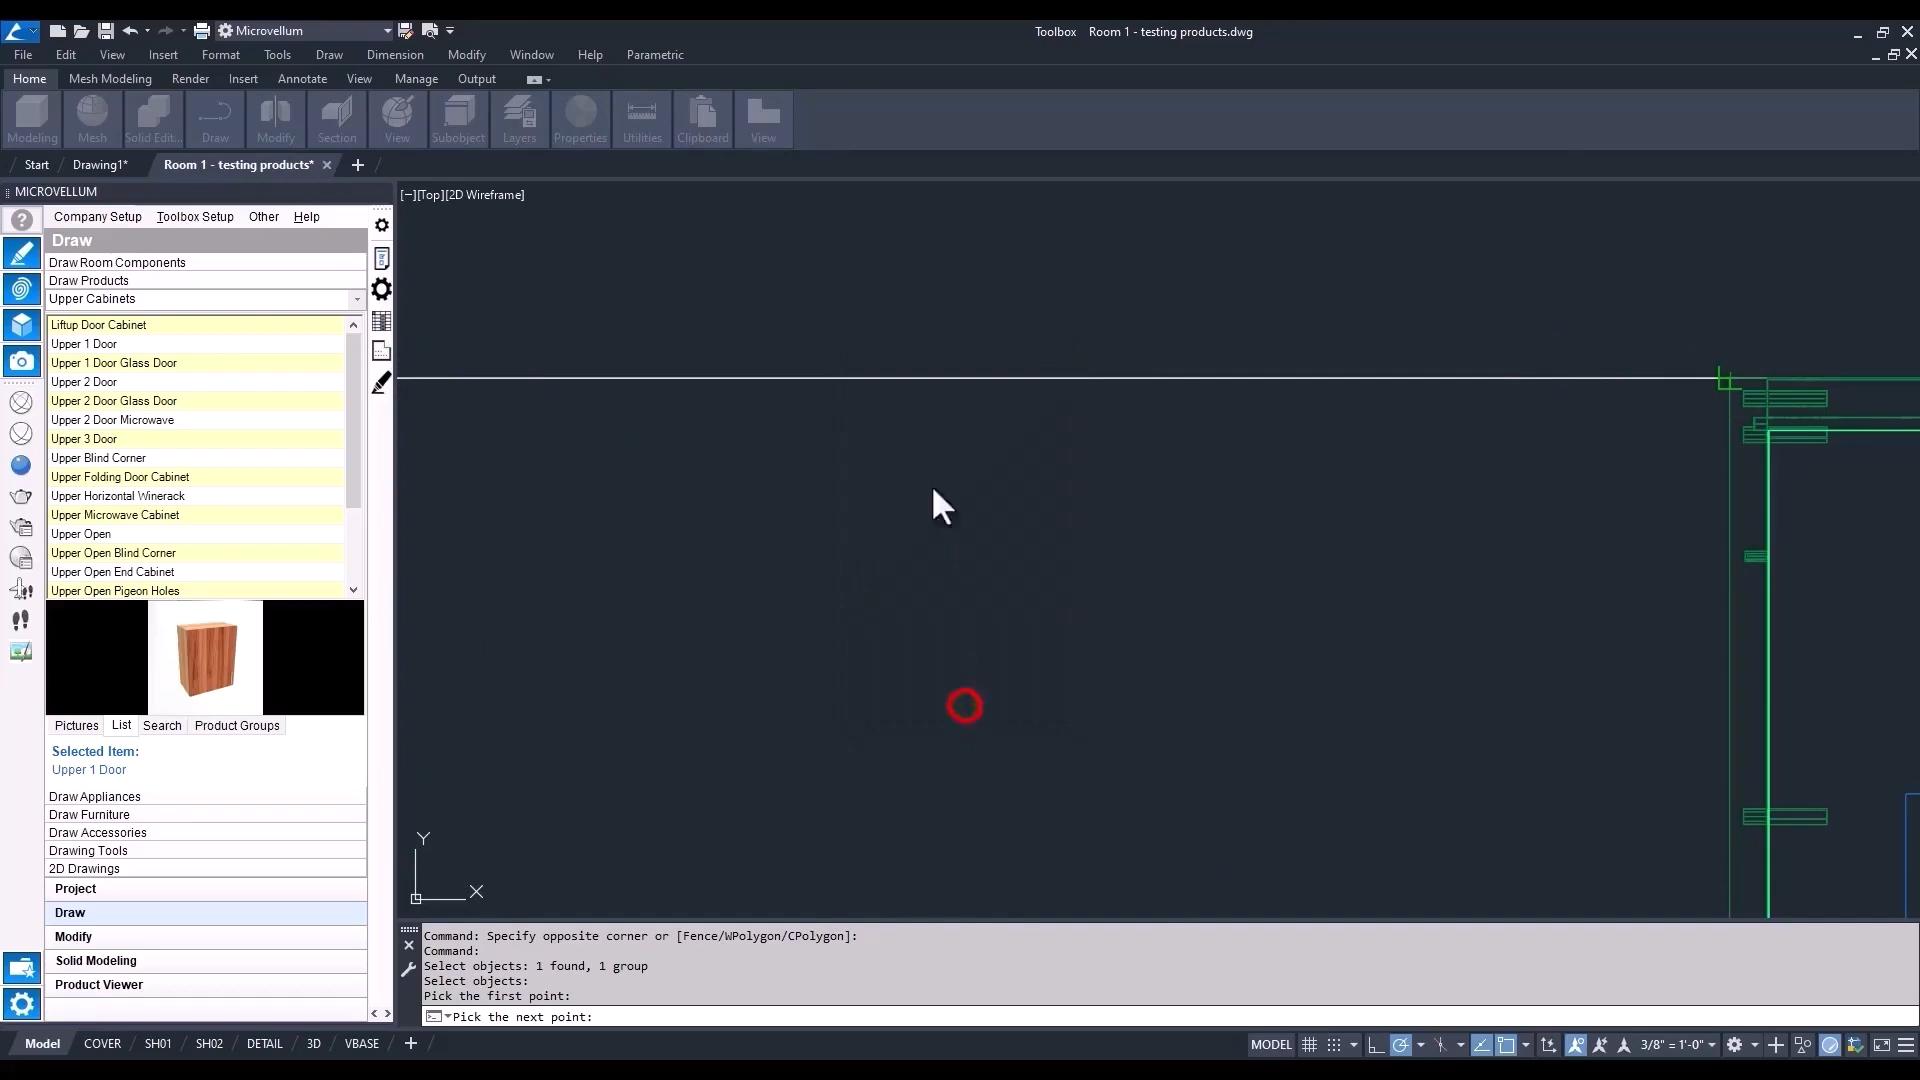 Microvellum
Toolbox Room 1 - testing products.dwg
File Edit View Insert Format Tools Draw Dimension Modify Window Help Parametric
Home Mesh Modeling Render Insert Annotate View Manage Output
Modeling Mesh Solid Edit... Draw Modify Section View Subobject Layers Properties Utilities Clipboard View
Start Drawing1* Room 1 - testing products*
MICROVELLUM
[−][Top][2D Wireframe]
Company Setup Toolbox Setup Other Help
Draw
Draw Room Components
Draw Products
Upper Cabinets
Liftup Door Cabinet
Upper 1 Door
Upper 1 Door Glass Door
Upper 2 Door
Upper 2 Door Glass Door
Upper 2 Door Microwave
Upper 3 Door
Upper Blind Corner
Upper Folding Door Cabinet
Upper Horizontal Winerack
Upper Microwave Cabinet
Upper Open
Upper Open Blind Corner
Upper Open End Cabinet
Upper Open Pigeon Holes
Pictures List Search Product Groups
Selected Item:
Upper 1 Door
Draw Appliances
Draw Furniture
Draw Accessories
Drawing Tools
2D Drawings
Project
Draw
Modify
Solid Modeling
Product Viewer
Y
X
Command: Specify opposite corner or [Fence/WPolygon/CPolygon]:
Command:
Select objects: 1 found, 1 group
Select objects:
Pick the first point:
Pick the next point:
Model COVER SH01 SH02 DETAIL 3D VBASE
MODEL 3/8" = 1'-0"